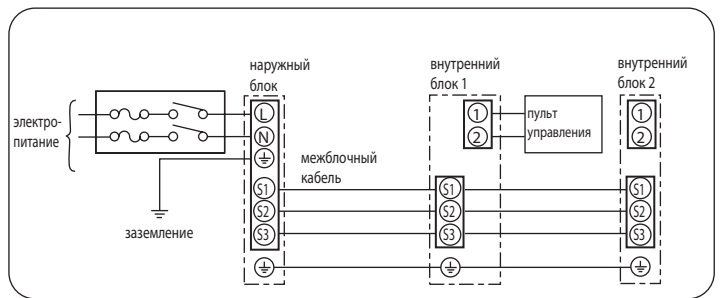 наружный
блок
внутренний
блок 1
внутренний
блок 2
электро-
питание
L
N
1
2
пульт
управления
1
2
межблочный
кабель
заземление
S1
S2
S3
S1
S2
S3
S1
S2
S3